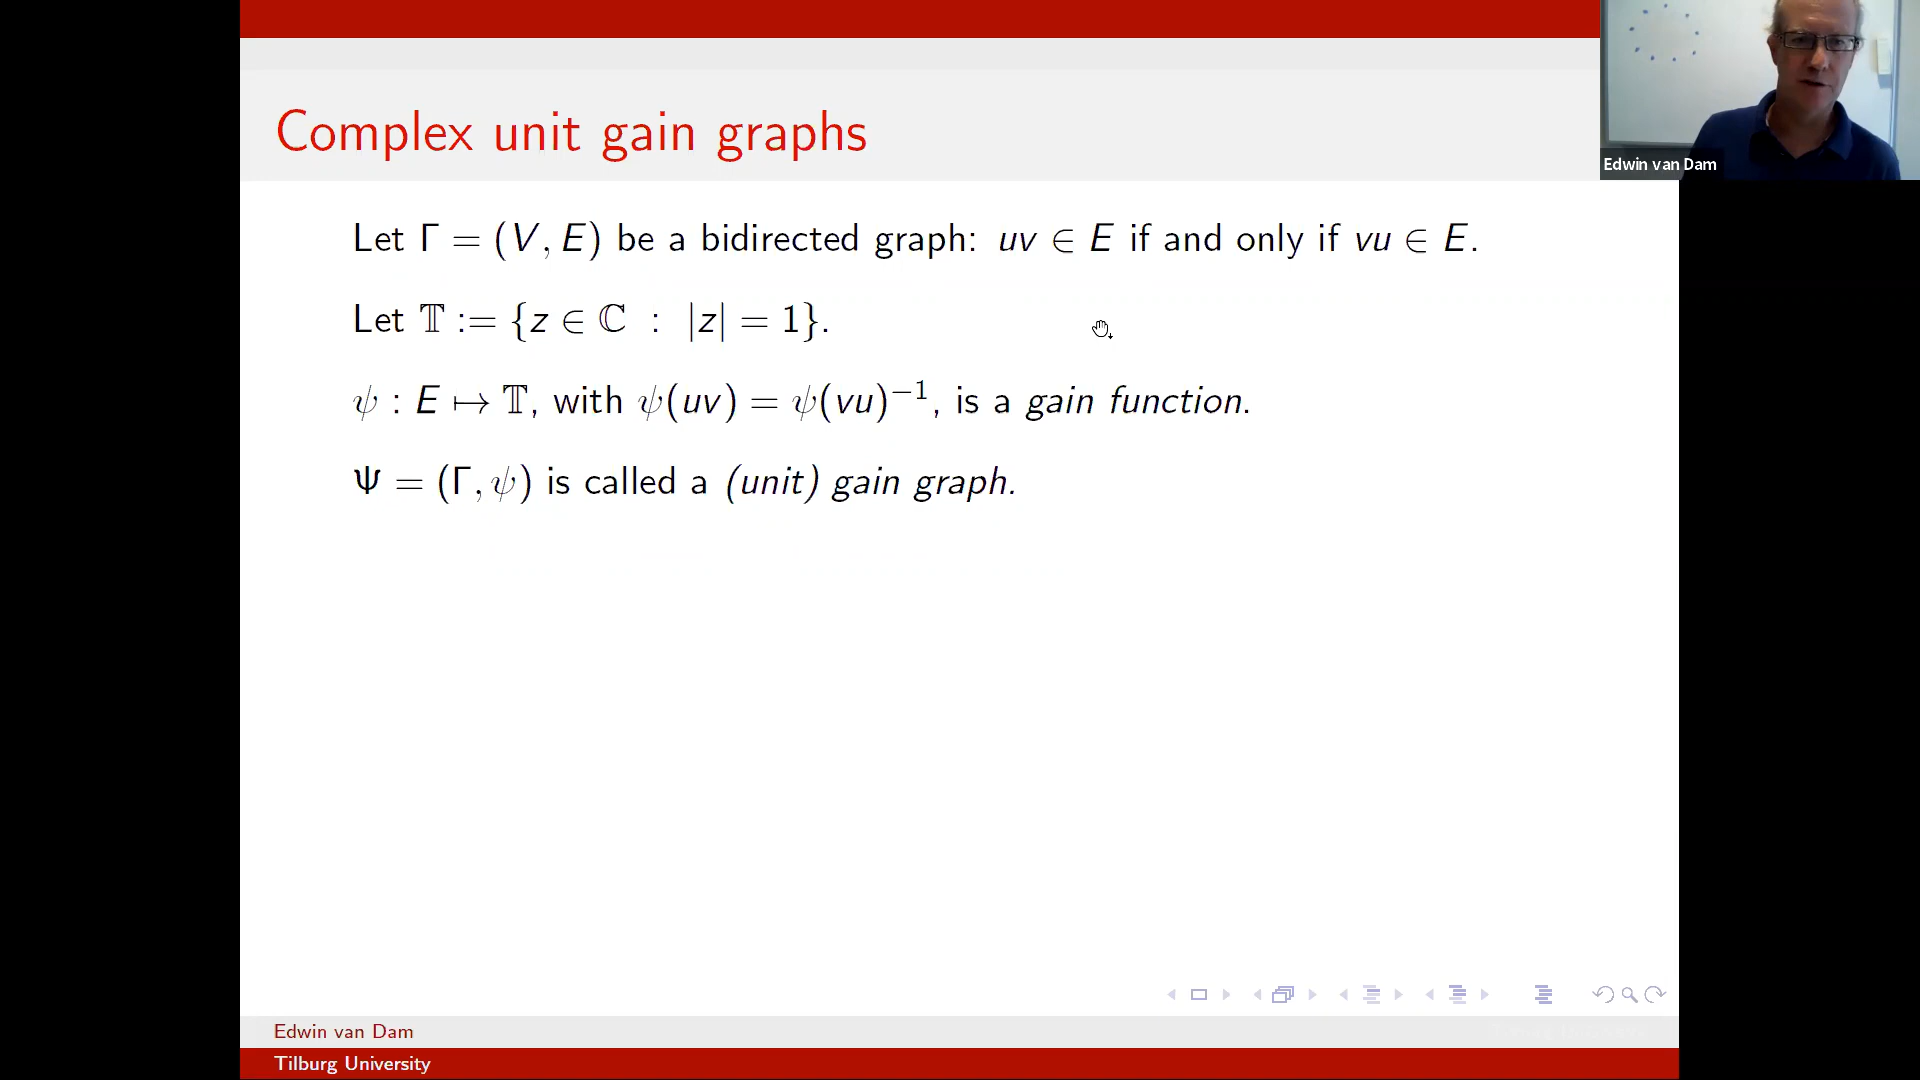 Complex unit gain graphs
Edwin van Dam
Let Γ = (V, E) be a bidirected graph: uv ∈ E if and only if vu ∈ E.
Let 𝕋 := {z ∈ ℂ : |z| = 1}.
ψ : E ↦ 𝕋, with ψ(uv) = ψ(vu)⁻¹, is a gain function.
Ψ = (Γ, ψ) is called a (unit) gain graph.
Edwin van Dam
Tilburg University